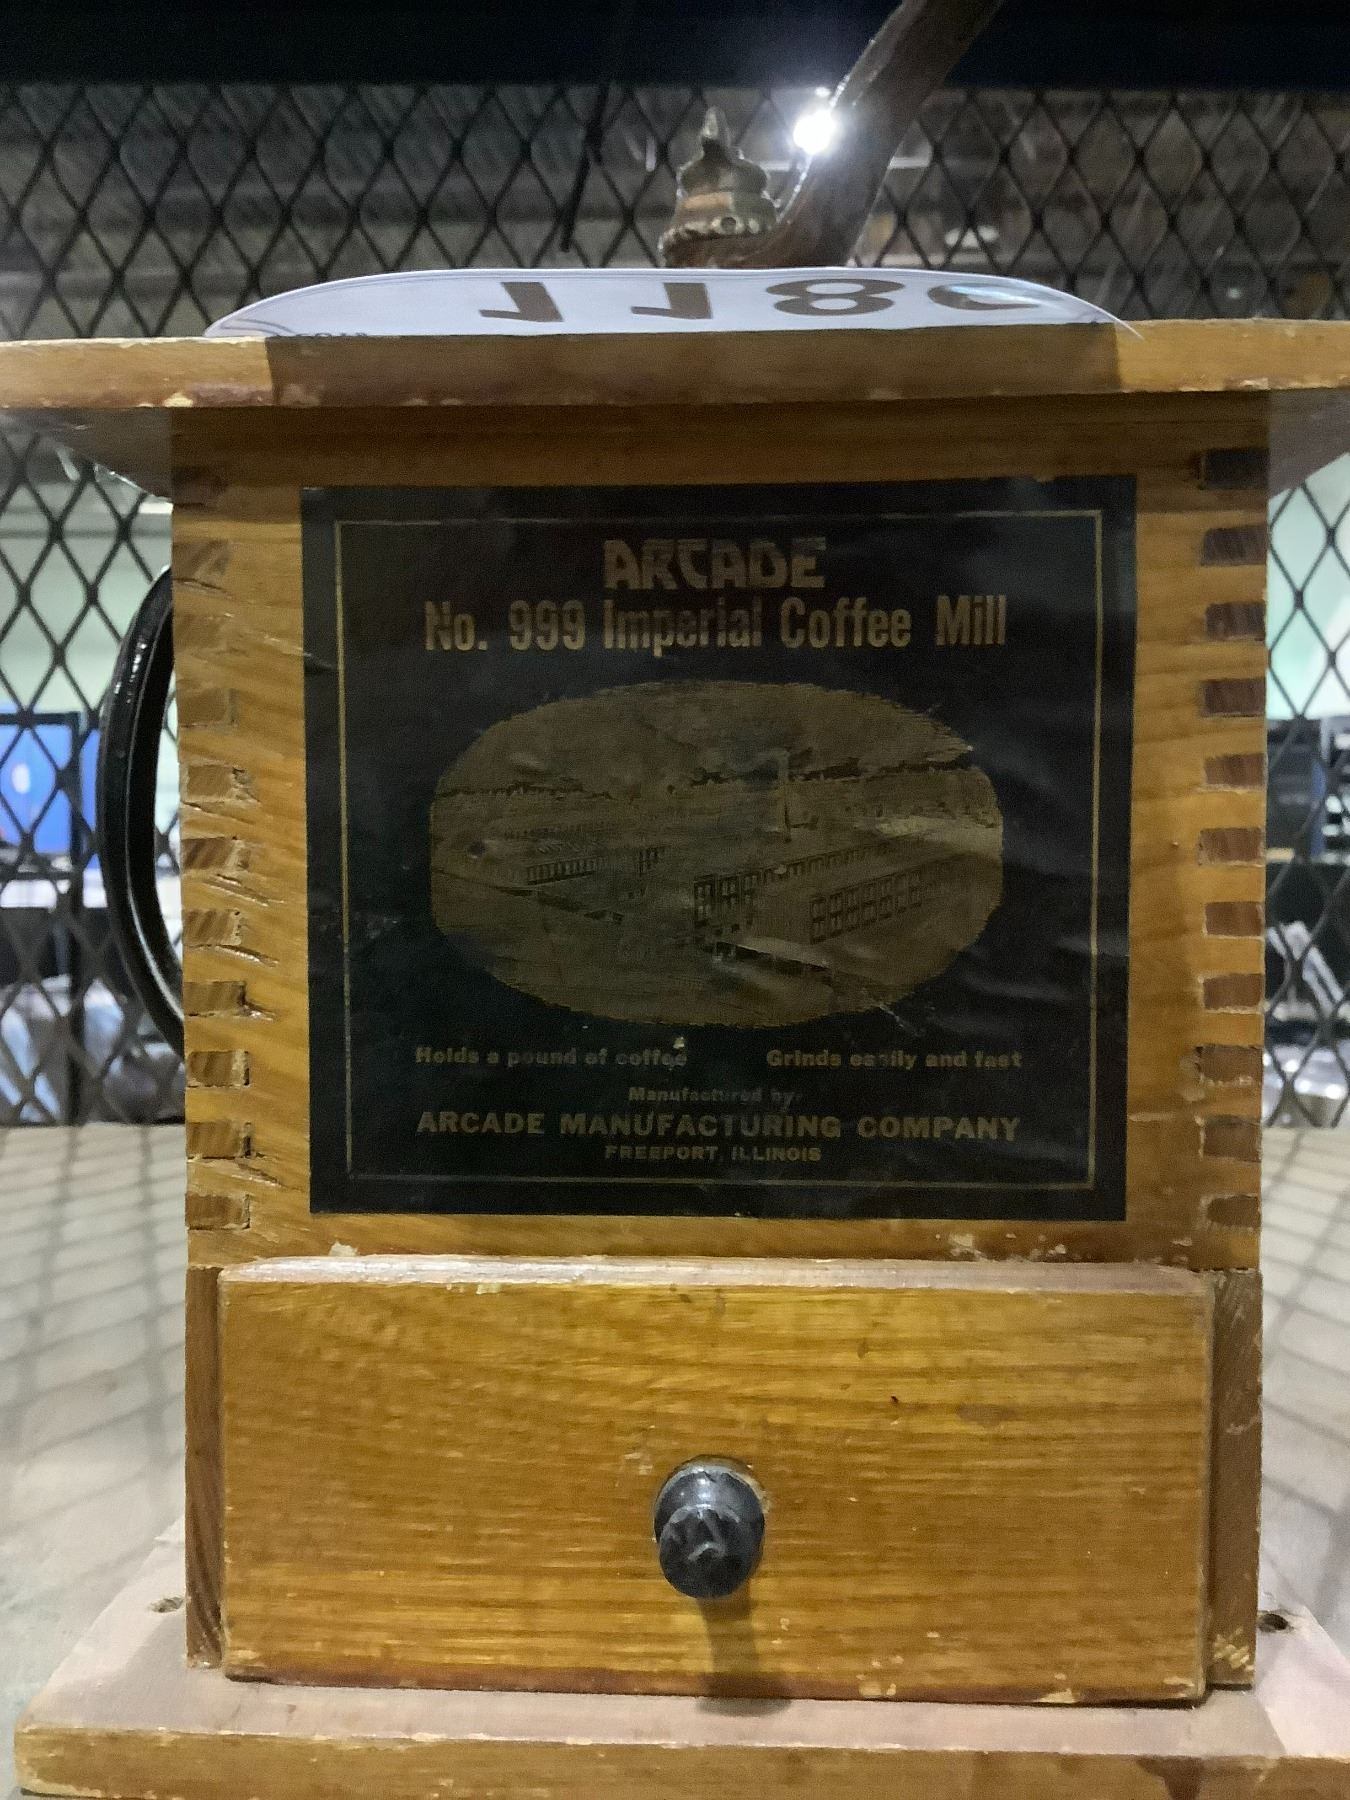 118
ARCADE
No. 999 Imperial Coffee Mill
Holds a pound of coffee Grinds easily and fast
Manufactured by
ARCADE MANUFACTURING COMPANY
FREEPORT, ILLINOIS